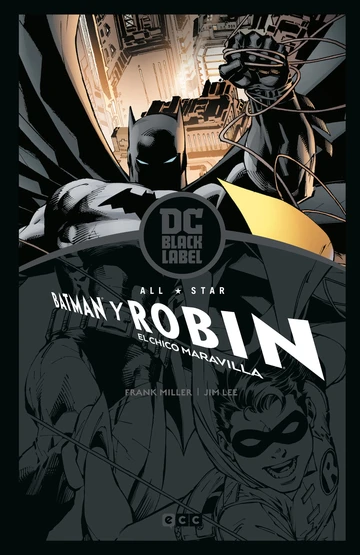 DC
BLACK
LABEL
ALL ★ STAR
BATMAN Y ROBIN
EL CHICO MARAVILLA
FRANK MILLER | JIM LEE
ecc